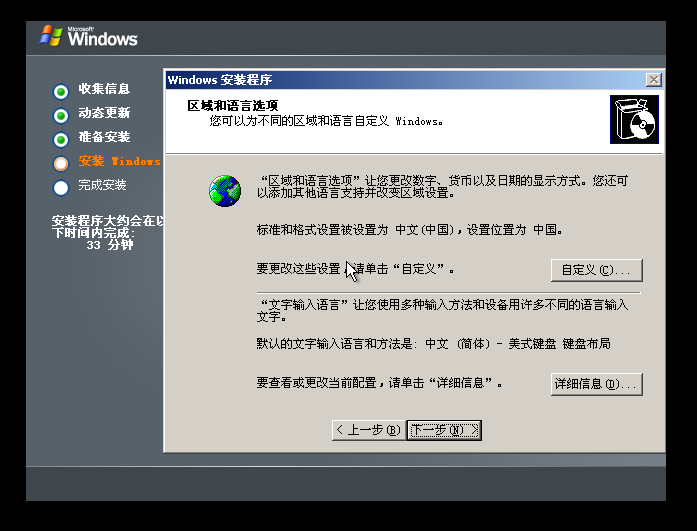 Microsoft
Windows
收集信息
动态更新
准备安装
安装 Windows
完成安装
安装程序大约会在以
下时间内完成:
33 分钟
Windows 安装程序
区域和语言选项
您可以为不同的区域和语言自定义 Windows。
“区域和语言选项”让您更改数字、货币以及日期的显示方式。您还可
以添加其他语言支持并改变区域设置。
标准和格式设置被设置为 中文(中国),设置位置为 中国。
要更改这些设置,请单击“自定义”。
自定义(C)...
“文字输入语言”让您使用多种输入方法和设备用许多不同的语言输入
文字。
默认的文字输入语言和方法是: 中文 (简体) - 美式键盘 键盘布局
要查看或更改当前配置,请单击“详细信息”。
详细信息(D)...
< 上一步(B)
下一步(N) >